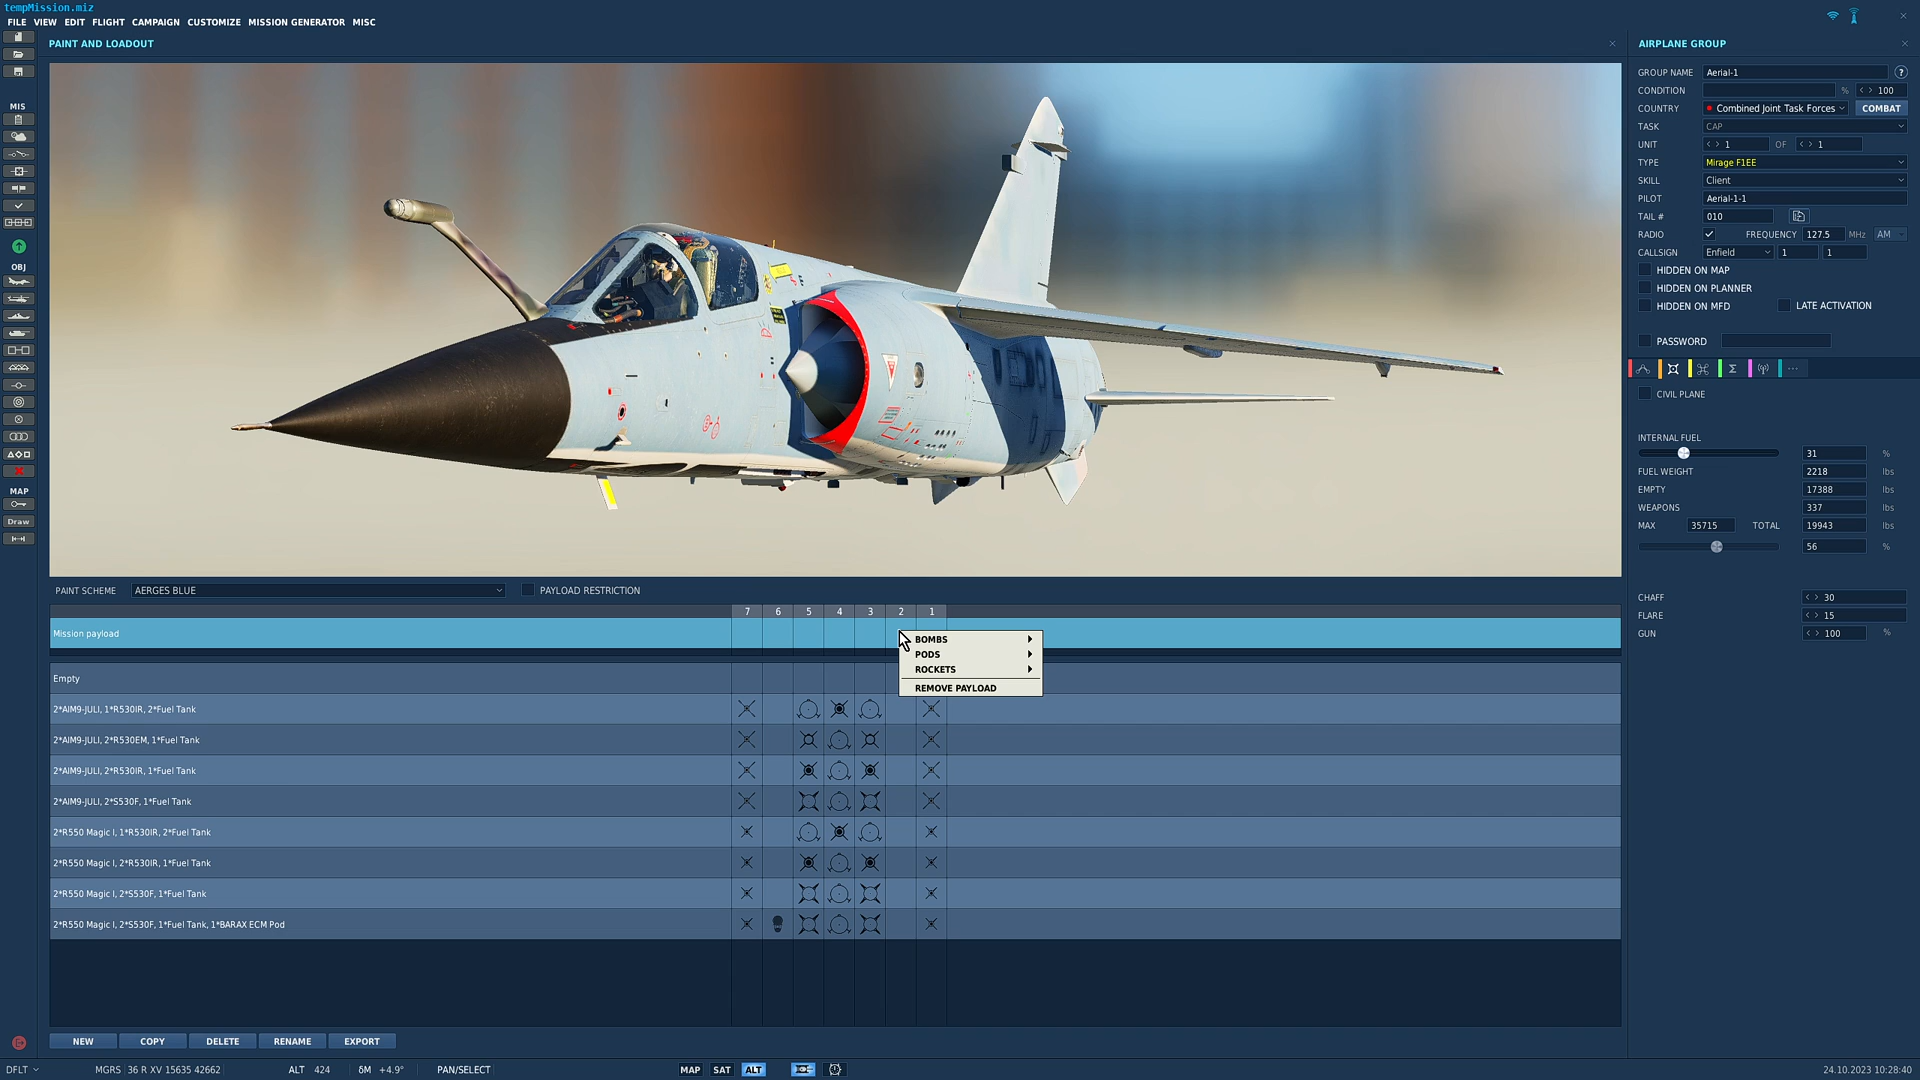 tempMission.miz
FILE VIEW EDIT FLIGHT CAMPAIGN CUSTOMIZE MISSION GENERATOR MISC
PAINT AND LOADOUT
AIRPLANE GROUP
GROUP NAME Aerial-1 ?
CONDITION % < > 100
COUNTRY Combined Joint Task Forces COMBAT
TASK CAP
UNIT < > 1 OF < > 1
TYPE Mirage F1EE
SKILL Client
PILOT Aerial-1-1
TAIL # 010
RADIO FREQUENCY 127.5 MHz AM
CALLSIGN Enfield 1 1
HIDDEN ON MAP
HIDDEN ON PLANNER
HIDDEN ON MFD LATE ACTIVATION
PASSWORD
CIVIL PLANE
INTERNAL FUEL
31 %
FUEL WEIGHT 2218 lbs
EMPTY 17388 lbs
WEAPONS 337 lbs
MAX 35715 TOTAL 19943 lbs
56 %
CHAFF < > 30
FLARE < > 15
GUN < > 100 %
MIS
OBJ
MAP
Draw
PAINT SCHEME AERGES BLUE PAYLOAD RESTRICTION
7 6 5 4 3 2 1
Mission payload
BOMBS
PODS
ROCKETS
REMOVE PAYLOAD
Empty
2*AIM9-JULI, 1*R530IR, 2*Fuel Tank
2*AIM9-JULI, 2*R530EM, 1*Fuel Tank
2*AIM9-JULI, 2*R530IR, 1*Fuel Tank
2*AIM9-JULI, 2*S530F, 1*Fuel Tank
2*R550 Magic I, 1*R530IR, 2*Fuel Tank
2*R550 Magic I, 2*R530IR, 1*Fuel Tank
2*R550 Magic I, 2*S530F, 1*Fuel Tank
2*R550 Magic I, 2*S530F, 1*Fuel Tank, 1*BARAX ECM Pod
NEW COPY DELETE RENAME EXPORT
DFLT MGRS 36 R XV 15635 42662 ALT 424 δM +4.9° PAN/SELECT MAP SAT ALT 24.10.2023 10:28:40